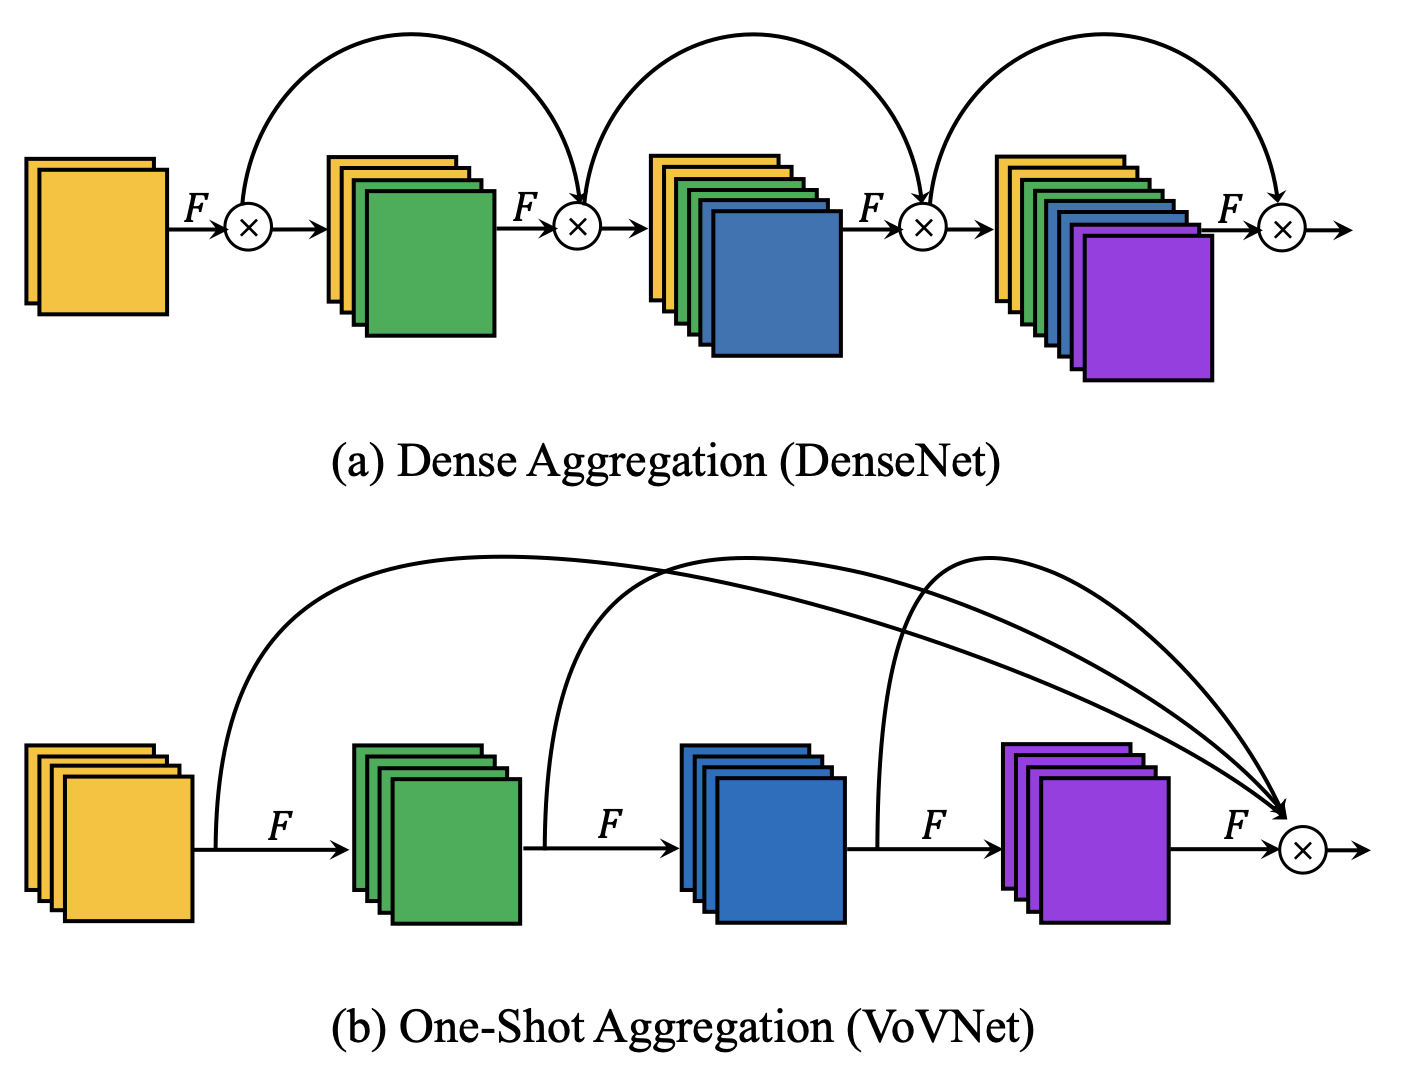 F F F F
(a) Dense Aggregation (DenseNet)
F F F F
(b) One-Shot Aggregation (VoVNet)